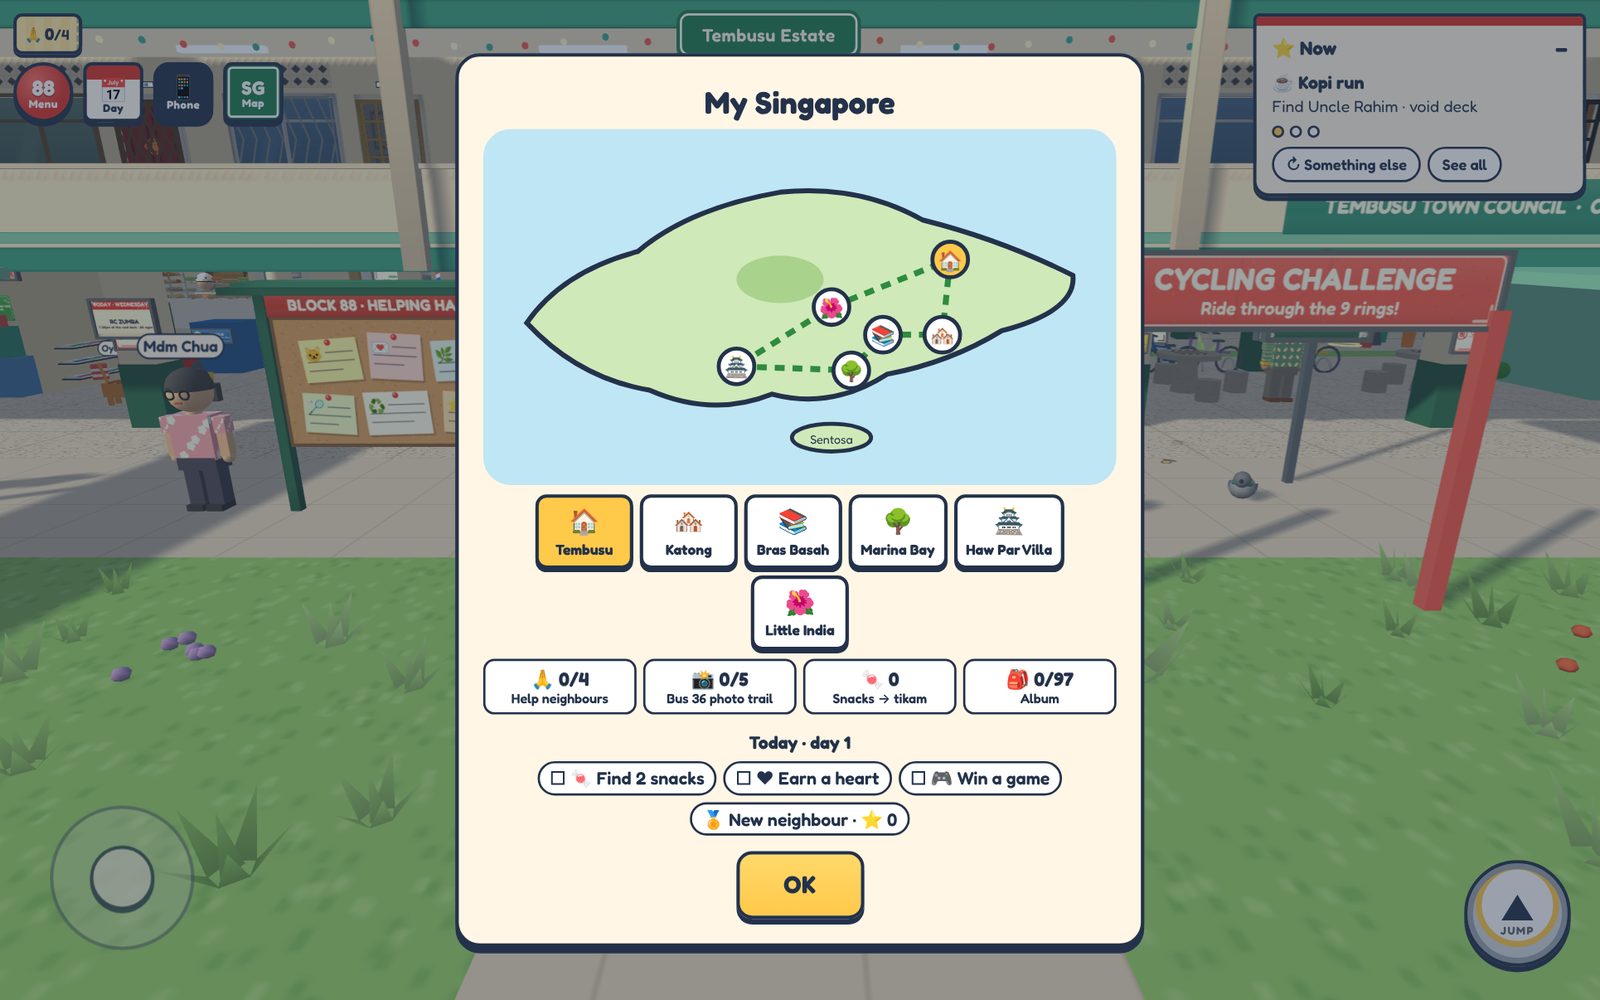 0/4
Tembusu Estate
88
Menu
July
17
Day
Phone
SG
Map
Now
Kopi run
Find Uncle Rahim · void deck
Something else
See all
TEMBUSU TOWN COUNCIL ·
CYCLING CHALLENGE
Ride through the 9 rings!
RC ZUMBA
BLOCK 88 · HELPING HA
Mdm Chua
My Singapore
Sentosa
Tembusu
Katong
Bras Basah
Marina Bay
Haw Par Villa
Little India
0/4
Help neighbours
0/5
Bus 36 photo trail
0
Snacks → tikam
0/97
Album
Today · day 1
Find 2 snacks
Earn a heart
Win a game
New neighbour · ⭐ 0
OK
JUMP